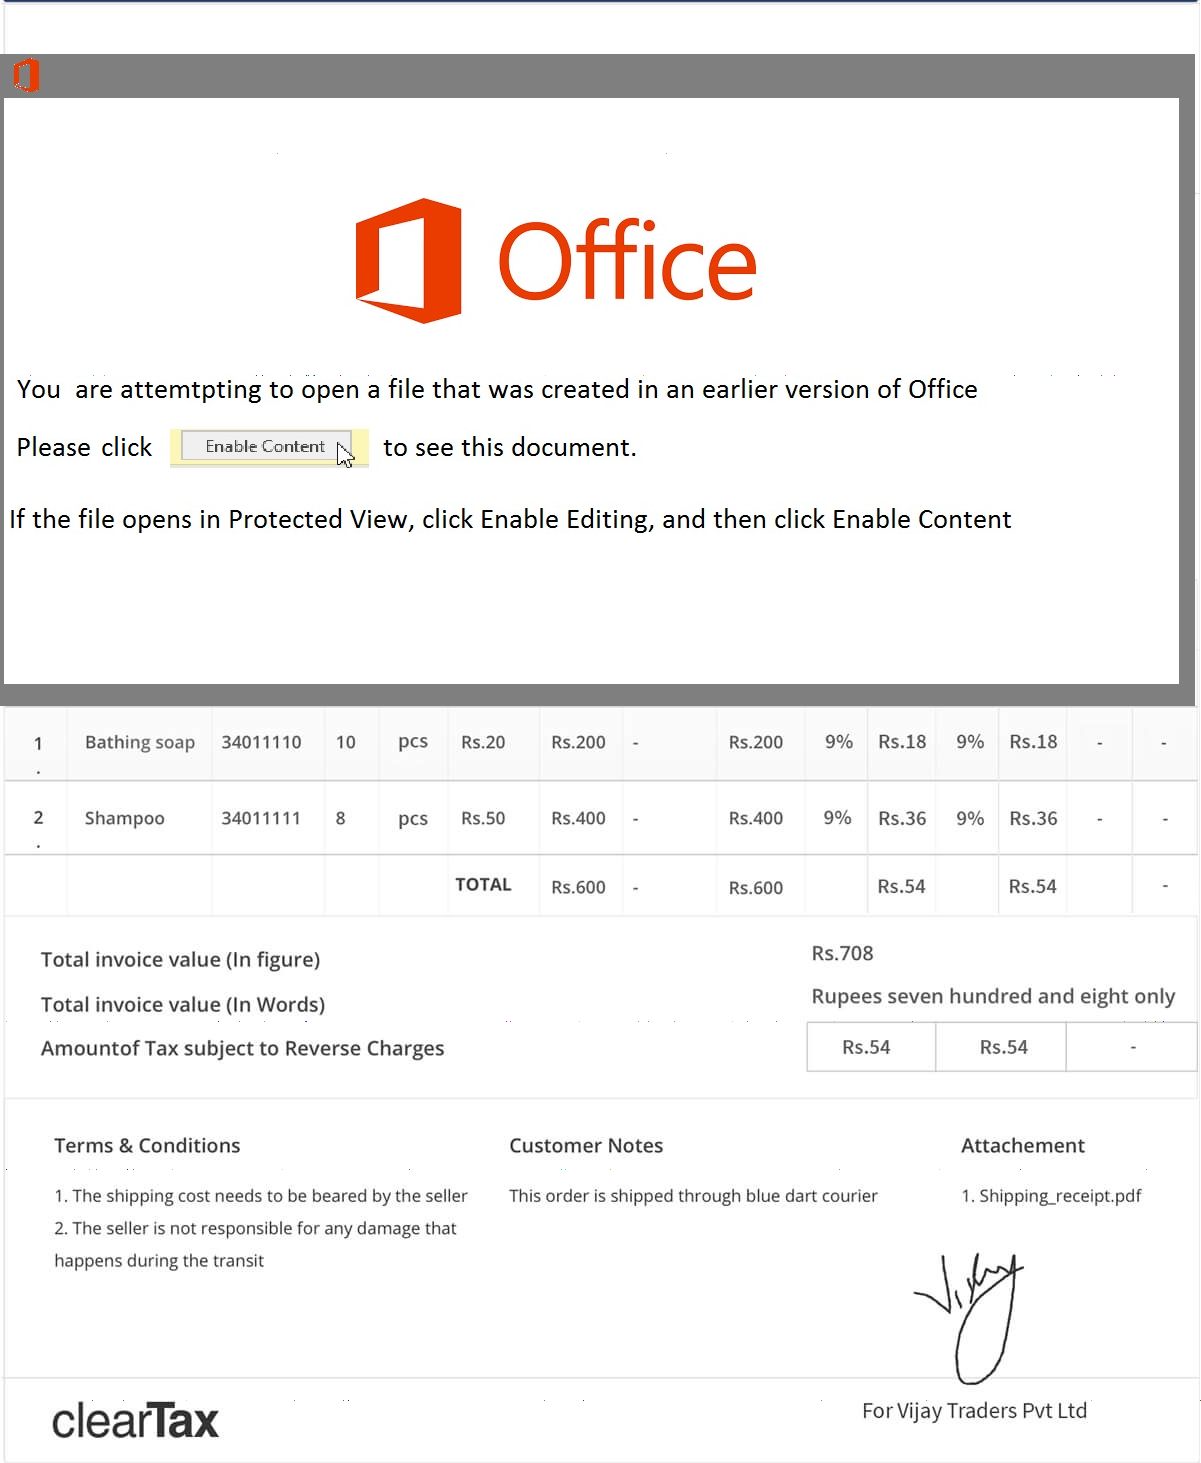 Office
You are attemtpting to open a file that was created in an earlier version of Office
Please click Enable Content to see this document.
If the file opens in Protected View, click Enable Editing, and then click Enable Content
1. Bathing soap 34011110 10 pcs Rs.20 Rs.200 - Rs.200 9% Rs.18 9% Rs.18 - -
2. Shampoo 34011111 8 pcs Rs.50 Rs.400 - Rs.400 9% Rs.36 9% Rs.36 - -
TOTAL Rs.600 - Rs.600 Rs.54 Rs.54 -
Total invoice value (In figure) Rs.708
Total invoice value (In Words) Rupees seven hundred and eight only
Amountof Tax subject to Reverse Charges Rs.54 Rs.54 -
Terms & Conditions
1. The shipping cost needs to be beared by the seller
2. The seller is not responsible for any damage that
happens during the transit
Customer Notes
This order is shipped through blue dart courier
Attachement
1. Shipping_receipt.pdf
Vijay
clearTax
For Vijay Traders Pvt Ltd